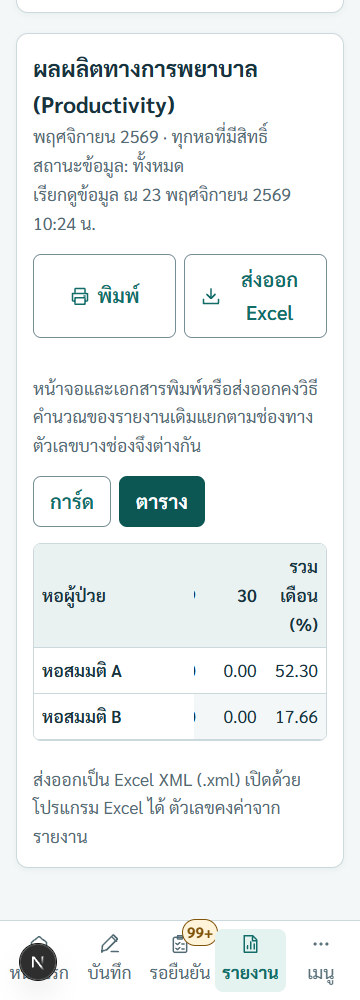 ผลผลิตทางการพยาบาล
(Productivity)
พฤศจิกายน 2569 · ทุกหอที่มีสิทธิ์
สถานะข้อมูล: ทั้งหมด
เรียกดูข้อมูล ณ 23 พฤศจิกายน 2569
10:24 น.
พิมพ์
ส่งออก
Excel
หน้าจอและเอกสารพิมพ์หรือส่งออกคงวิธี
คำนวณของรายงานเดิมแยกตามช่องทาง
ตัวเลขบางช่องจึงต่างกัน
การ์ด ตาราง
หอผู้ป่วย 30 รวม
เดือน
(%)
หอสมมติ A 0.00 52.30
หอสมมติ B 0.00 17.66
ส่งออกเป็น Excel XML (.xml) เปิดด้วย
โปรแกรม Excel ได้ ตัวเลขคงค่าจาก
รายงาน
99+
N บันทึก รอยืนยัน รายงาน เมนู